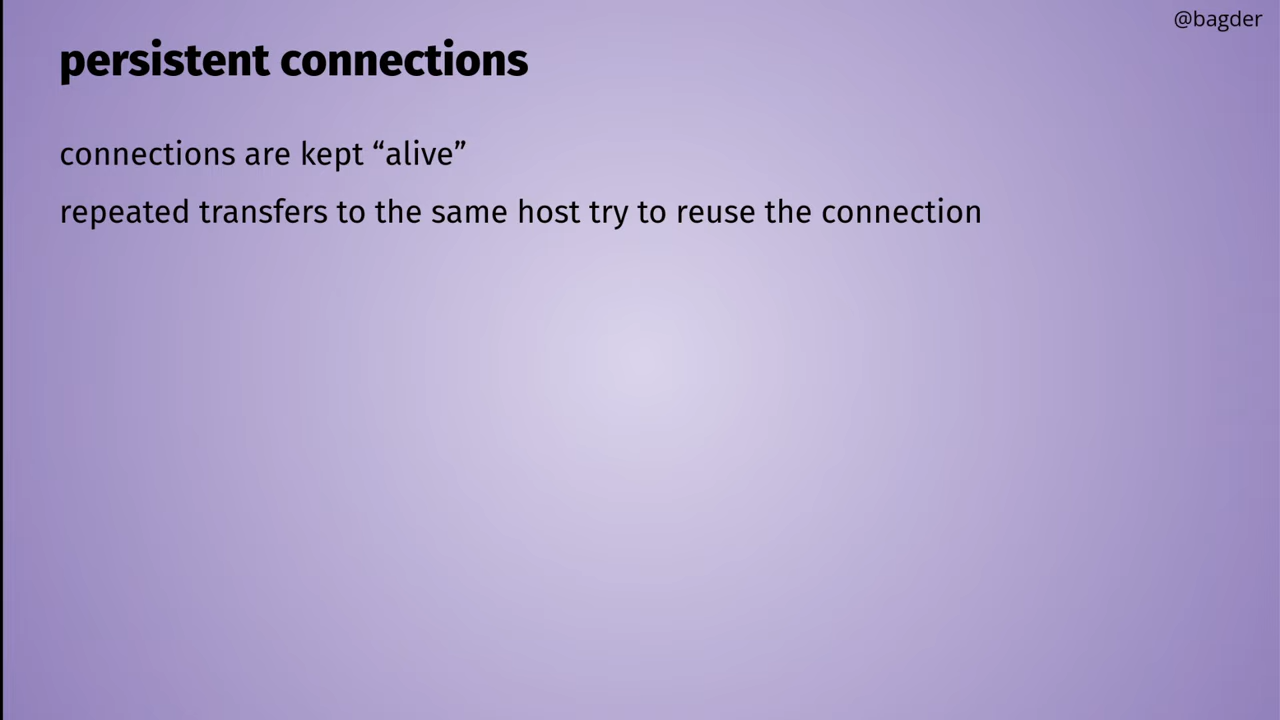 @bagder
persistent connections
connections are kept “alive”
repeated transfers to the same host try to reuse the connection